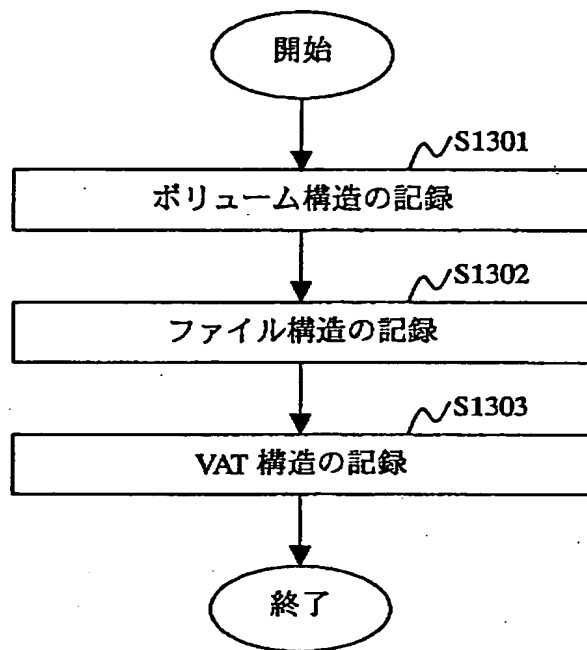 開始
S1301
ボリューム構造の記録
S1302
ファイル構造の記録
S1303
VAT 構造の記録
終了